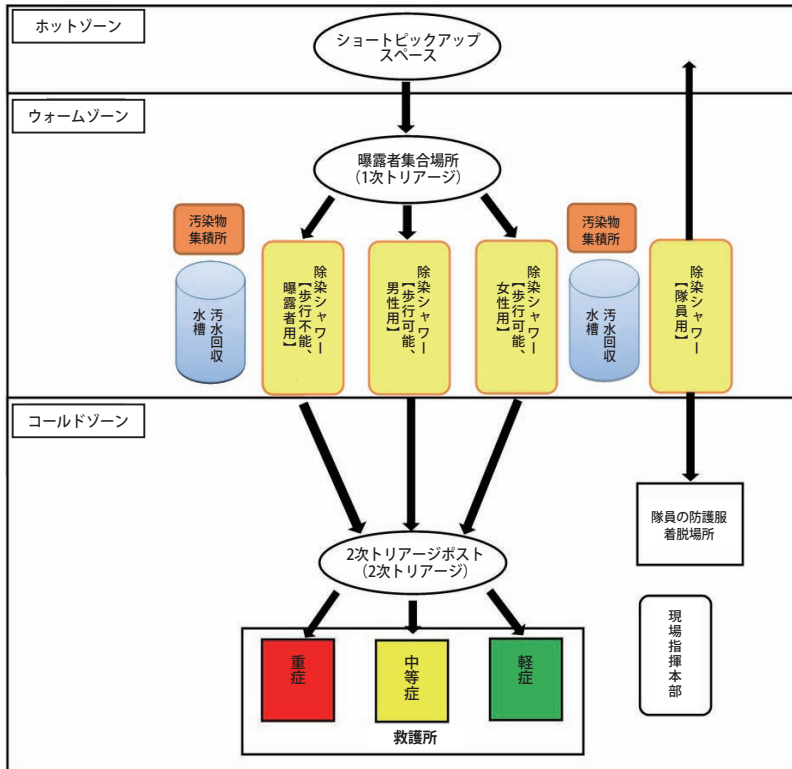 ホットゾーン
ショートピックアップ
スペース
ウォームゾーン
曝露者集合場所
（1次トリアージ）
汚染物
集積所
汚染物
集積所
汚水回収
水槽
除染シャワー
【歩行不能、
曝露者用】
除染シャワー
【歩行可能、
男性用】
除染シャワー
【歩行可能、
女性用】
汚水回収
水槽
除染シャワー
【隊員用】
コールドゾーン
隊員の防護服
着脱場所
2次トリアージポスト
（2次トリアージ）
現場指揮本部
重症
中等症
軽症
救護所